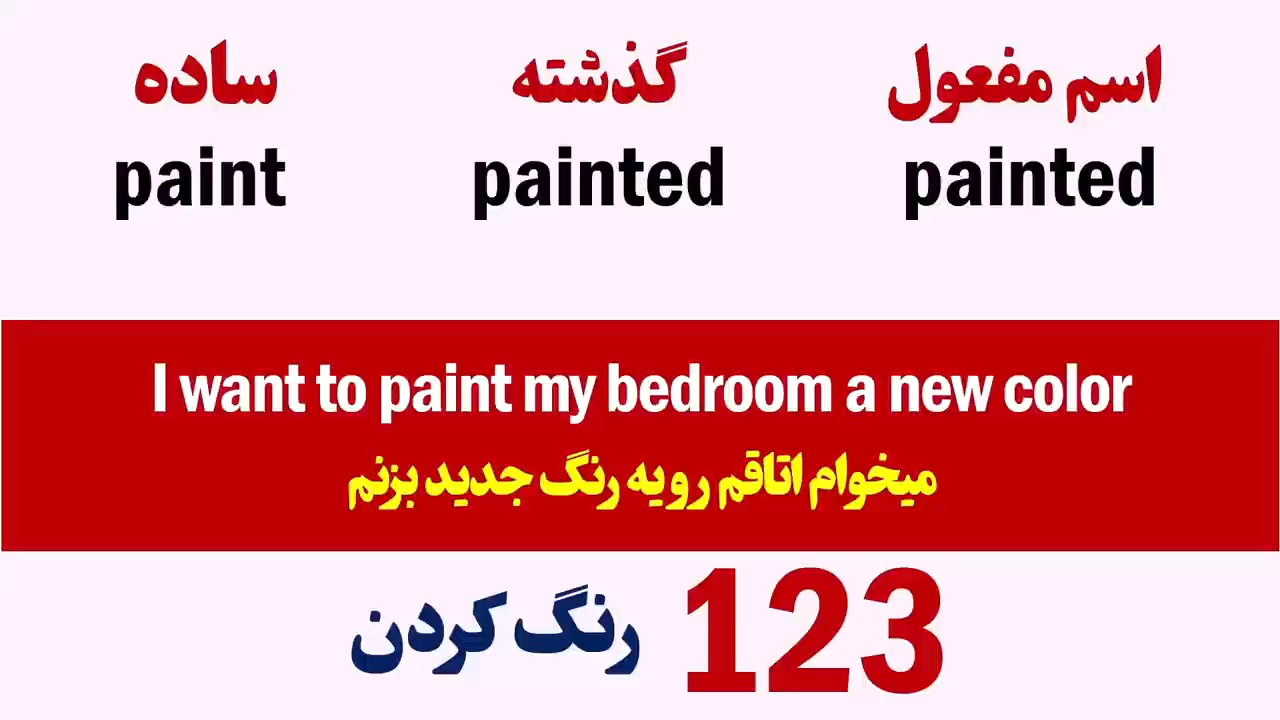 ساده گذشته اسم مفعول
paint painted painted
I want to paint my bedroom a new color
میخوام اتاقم رو یه رنگ جدید بزنم
رنگ کردن 123